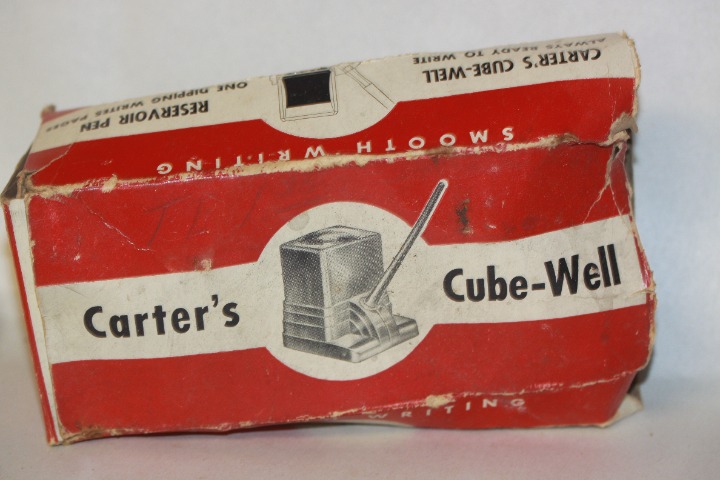 CARTER'S CUBE-WELL
ALWAYS READY TO WRITE
RESERVOIR PEN
ONE DIPPING WRITES PAGES
SMOOTH WRITING
Carter's Cube-Well
WRITING